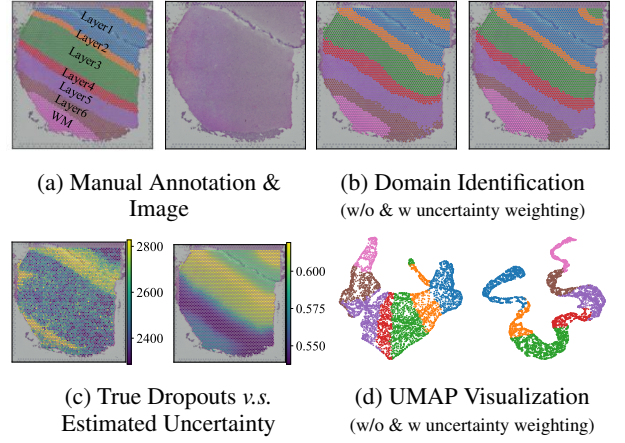 Layer1
Layer2
Layer3
Layer4
Layer5
Layer6
WM
(a) Manual Annotation &
Image
(b) Domain Identification
(w/o & w uncertainty weighting)
2800
2600
2400
0.600
0.575
0.550
(c) True Dropouts v.s.
Estimated Uncertainty
(d) UMAP Visualization
(w/o & w uncertainty weighting)